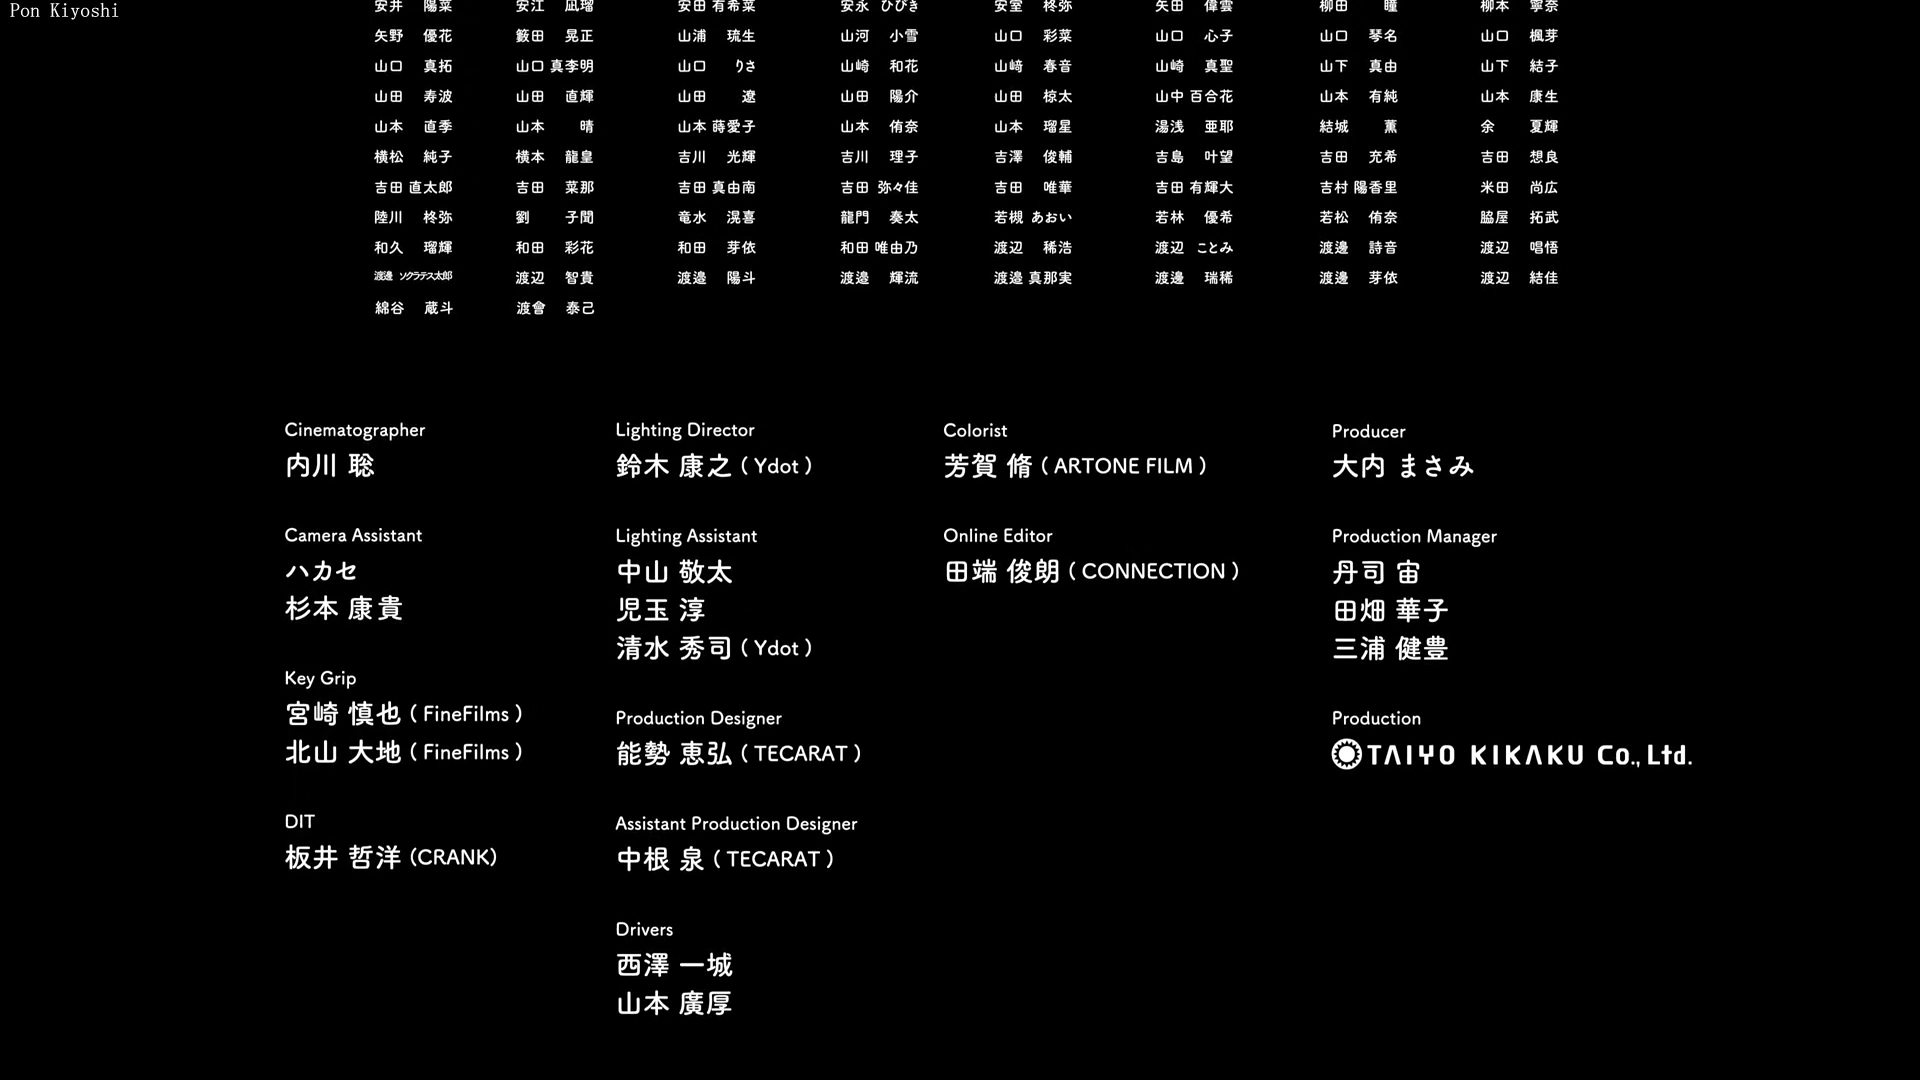 Pon Kiyoshi
安井 陽菜 安江 凪瑠 安田 有希菜 安永 ひびき 安室 柊弥 矢田 偉雲 柳田 瞳 柳本 寧奈
矢野 優花 籔田 晃正 山浦 琉生 山河 小雪 山口 彩菜 山口 心子 山口 琴名 山口 楓芽
山口 真拓 山口 真李明 山口 りさ 山崎 和花 山﨑 春音 山崎 真聖 山下 真由 山下 結子
山田 寿波 山田 直輝 山田 遼 山田 陽介 山田 椋太 山中 百合花 山本 有純 山本 康生
山本 直季 山本 晴 山本 蒔愛子 山本 侑奈 山本 瑠星 湯浅 亜耶 結城 薫 余 夏輝
横松 純子 横本 龍皇 吉川 光輝 吉川 理子 吉澤 俊輔 吉島 叶望 吉田 充希 吉田 想良
吉田 直太郎 吉田 菜那 吉田 真由南 吉田 弥々佳 吉田 唯華 吉田 有輝大 吉村 陽香里 米田 尚広
陸川 柊弥 劉 子聞 竜水 滉喜 龍門 奏太 若槻 あおい 若林 優希 若松 侑奈 脇屋 拓武
和久 瑠輝 和田 彩花 和田 芽依 和田 唯由乃 渡辺 稀浩 渡辺 ことみ 渡邊 詩音 渡辺 唱悟
渡邊 ソクラテス太郎 渡辺 智貴 渡邉 陽斗 渡邉 輝流 渡邉 真那実 渡邊 瑞稀 渡邊 芽依 渡辺 結佳
綿谷 蔵斗 渡會 泰己
Cinematographer
内川 聡
Camera Assistant
ハカセ
杉本 康貴
Key Grip
宮崎 慎也 ( FineFilms )
北山 大地 ( FineFilms )
DIT
板井 哲洋 (CRANK)
Lighting Director
鈴木 康之 ( Ydot )
Lighting Assistant
中山 敬太
児玉 淳
清水 秀司 ( Ydot )
Production Designer
能勢 恵弘 ( TECARAT )
Assistant Production Designer
中根 泉 ( TECARAT )
Drivers
西澤 一城
山本 廣厚
Colorist
芳賀 脩 ( ARTONE FILM )
Online Editor
田端 俊朗 ( CONNECTION )
Producer
大内 まさみ
Production Manager
丹司 宙
田畑 華子
三浦 健豊
Production
TAIYO KIKAKU Co., Ltd.